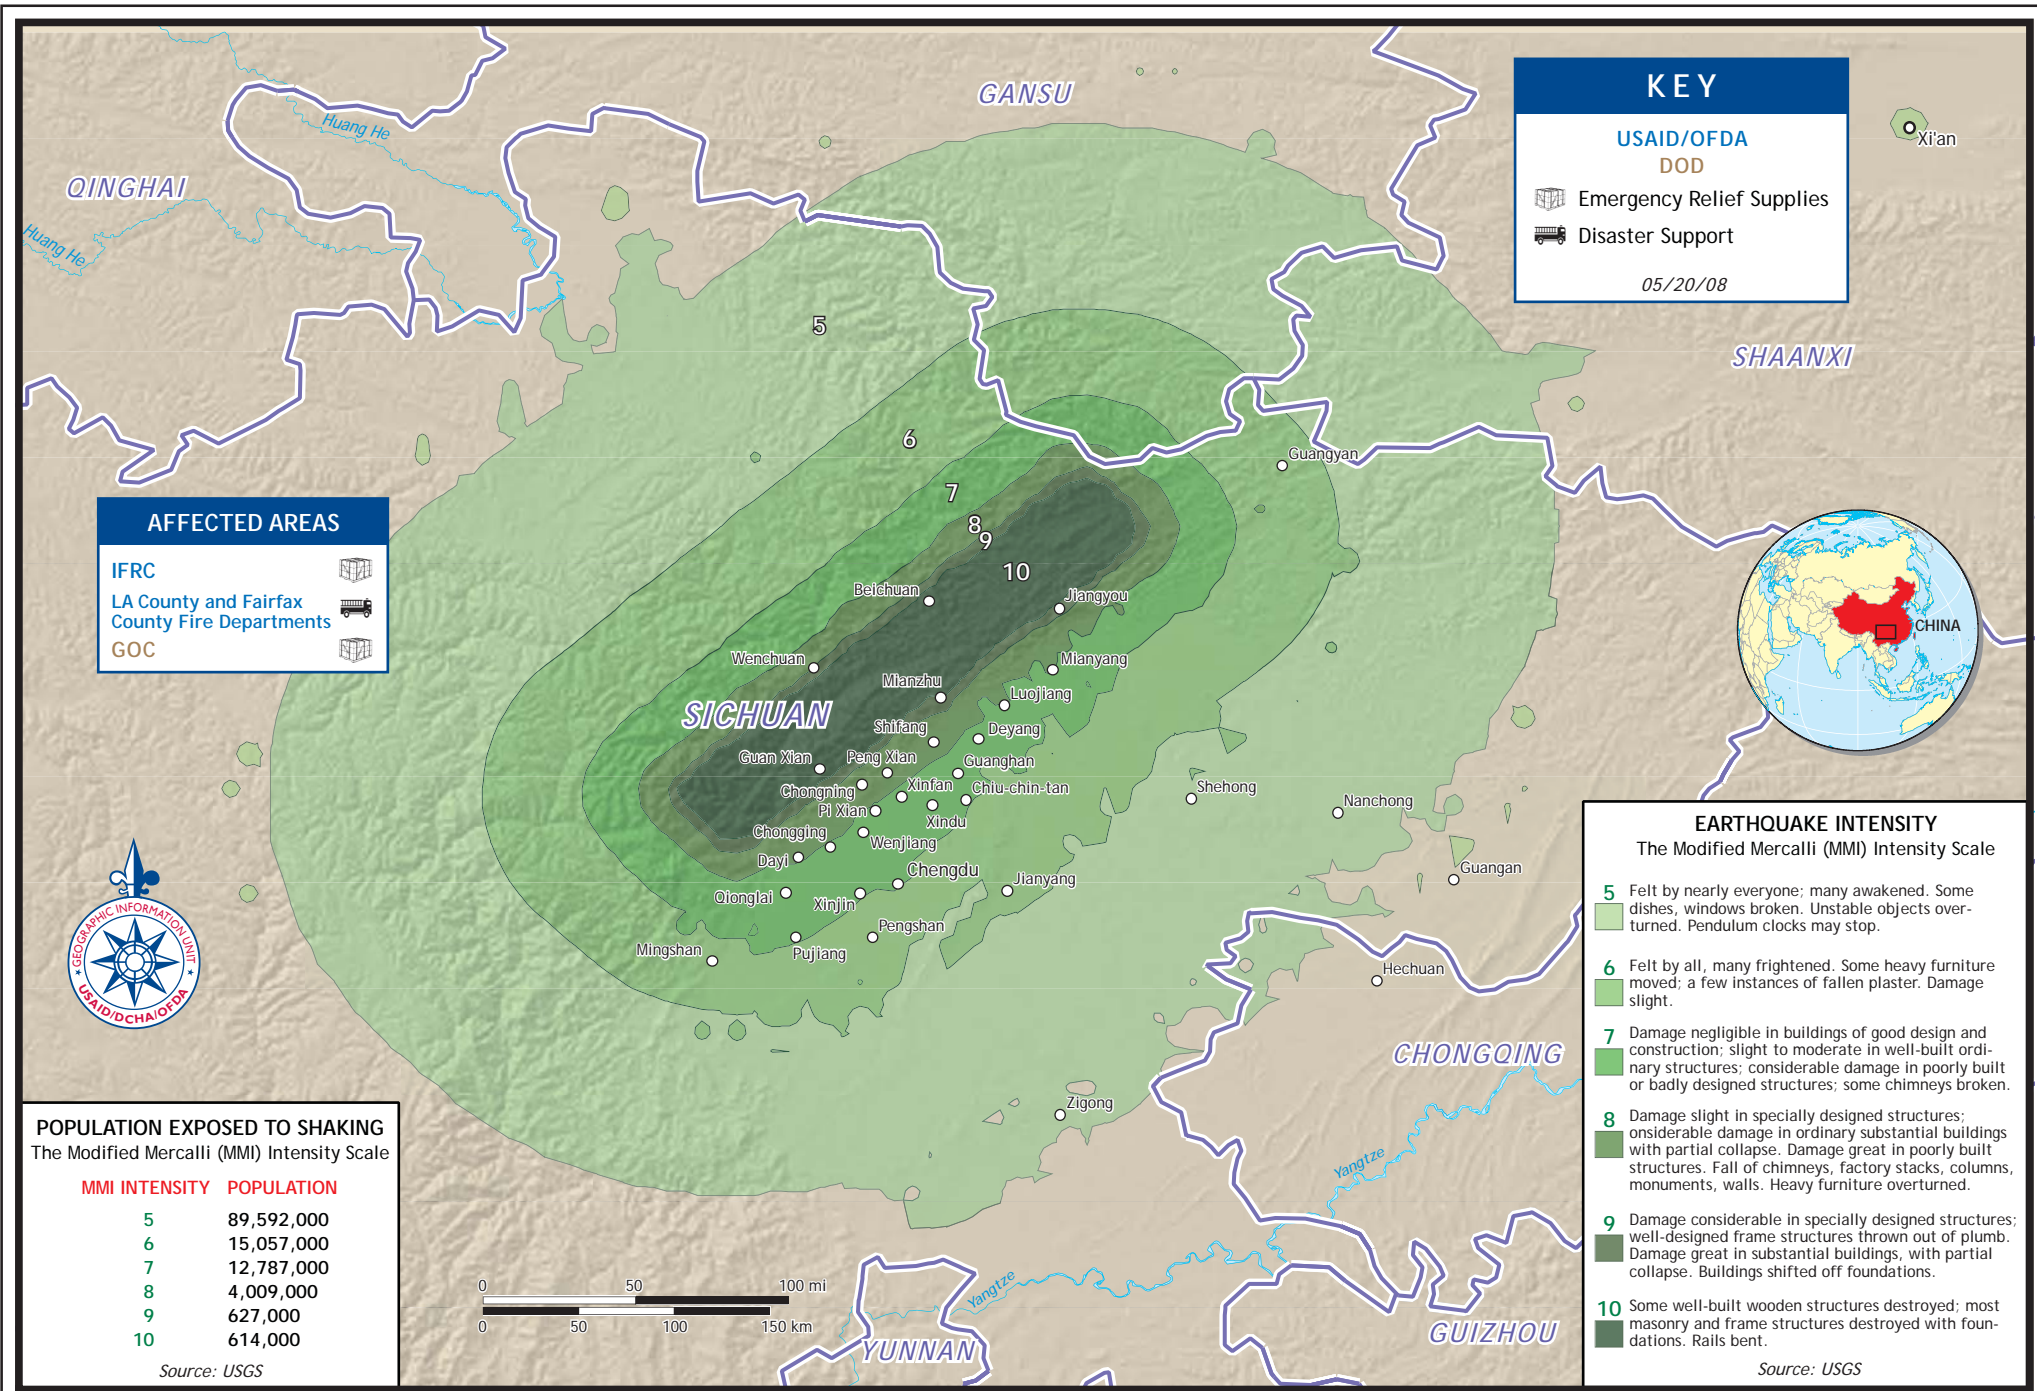 GANSU
QINGHAI
Huang He
Huang He
SHAANXI
Xi'an
KEY
USAID/OFDA
DOD
Emergency Relief Supplies
Disaster Support
05/20/08
5
6
7
8
9
10
AFFECTED AREAS
IFRC
LA County and Fairfax
County Fire Departments
GOC
Guangyan
Beichuan
Jiangyou
Wenchuan
Mianyang
Mianzhu
Luojiang
SICHUAN
Shifang
Deyang
Guan Xian
Peng Xian
Guanghan
Chongning
Xinfan
Chiu-chin-tan
Pi Xian
Xindu
Chongging
Wenjiang
Dayi
Chengdu
Qionglai
Xinjin
Jianyang
Pengshan
Mingshan
Pujiang
Shehong
Nanchong
Guangan
Hechuan
CHONGQING
Zigong
Yangtze
Yangtze
YUNNAN
GUIZHOU
CHINA
GEOGRAPHIC INFORMATION UNIT
USAID/DCHA/OFDA
POPULATION EXPOSED TO SHAKING
The Modified Mercalli (MMI) Intensity Scale
MMI INTENSITY POPULATION
5 89,592,000
6 15,057,000
7 12,787,000
8 4,009,000
9 627,000
10 614,000
Source: USGS
0 50 100 mi
0 50 100 150 km
EARTHQUAKE INTENSITY
The Modified Mercalli (MMI) Intensity Scale
5 Felt by nearly everyone; many awakened. Some
dishes, windows broken. Unstable objects over-
turned. Pendulum clocks may stop.
6 Felt by all, many frightened. Some heavy furniture
moved; a few instances of fallen plaster. Damage
slight.
7 Damage negligible in buildings of good design and
construction; slight to moderate in well-built ordi-
nary structures; considerable damage in poorly built
or badly designed structures; some chimneys broken.
8 Damage slight in specially designed structures;
onsiderable damage in ordinary substantial buildings
with partial collapse. Damage great in poorly built
structures. Fall of chimneys, factory stacks, columns,
monuments, walls. Heavy furniture overturned.
9 Damage considerable in specially designed structures;
well-designed frame structures thrown out of plumb.
Damage great in substantial buildings, with partial
collapse. Buildings shifted off foundations.
10 Some well-built wooden structures destroyed; most
masonry and frame structures destroyed with foun-
dations. Rails bent.
Source: USGS